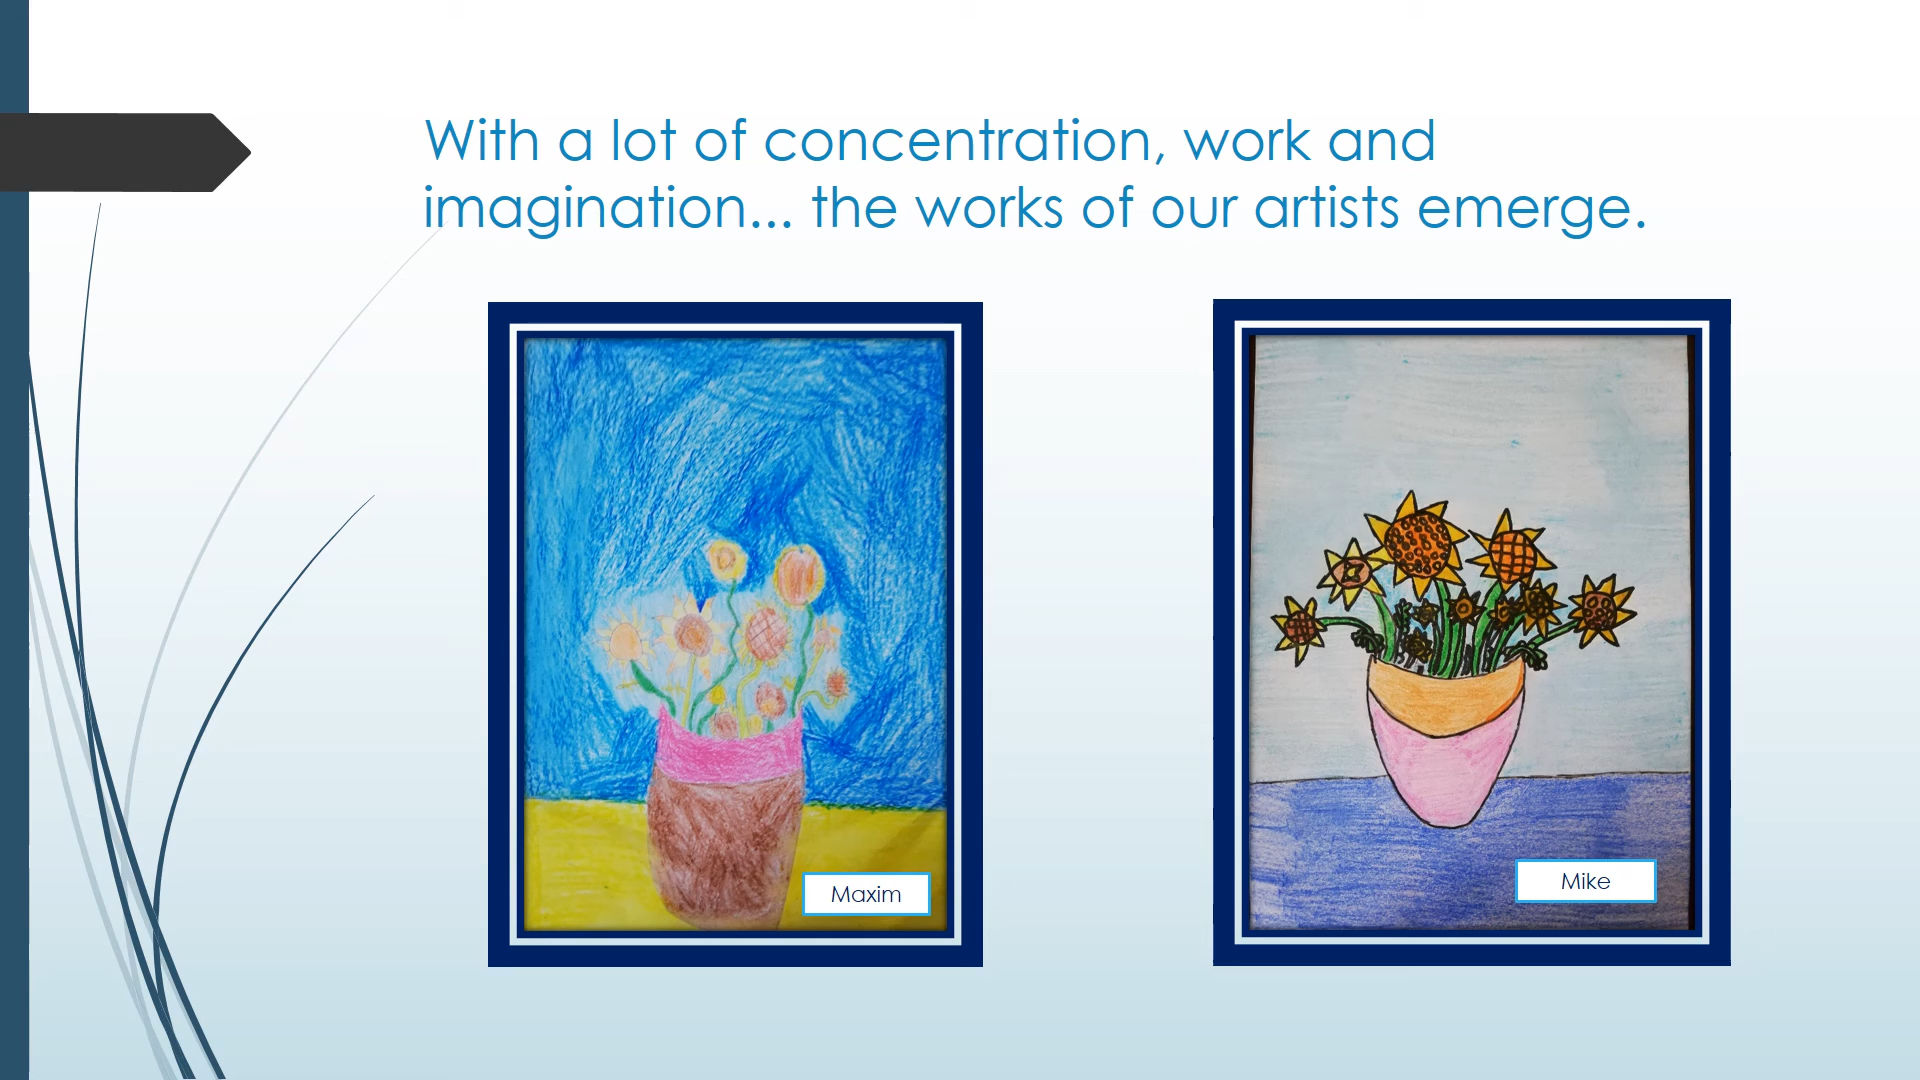 With a lot of concentration, work and
imagination... the works of our artists emerge.
Maxim
Mike